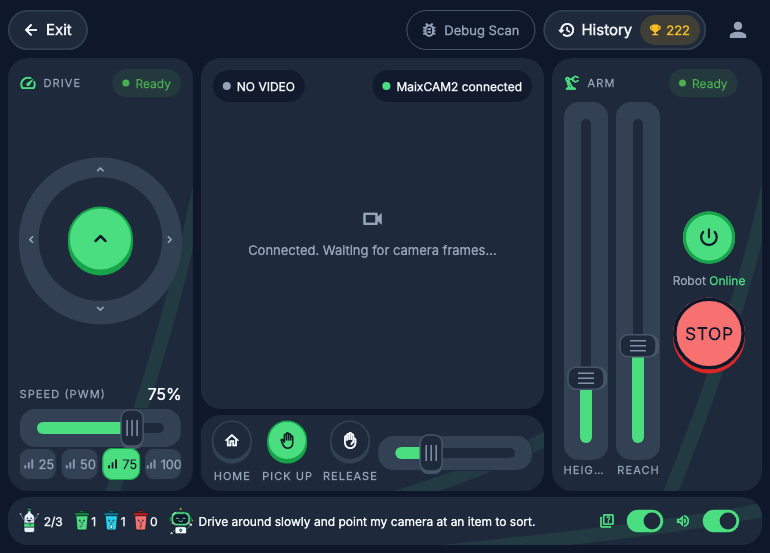 Exit
Debug Scan
History
222
DRIVE
Ready
NO VIDEO
MaixCAM2 connected
ARM
Ready
Connected. Waiting for camera frames...
Robot Online
STOP
SPEED (PWM)
75%
25
50
75
100
HOME
PICK UP
RELEASE
HEIG...
REACH
2/3
1
1
0
Drive around slowly and point my camera at an item to sort.